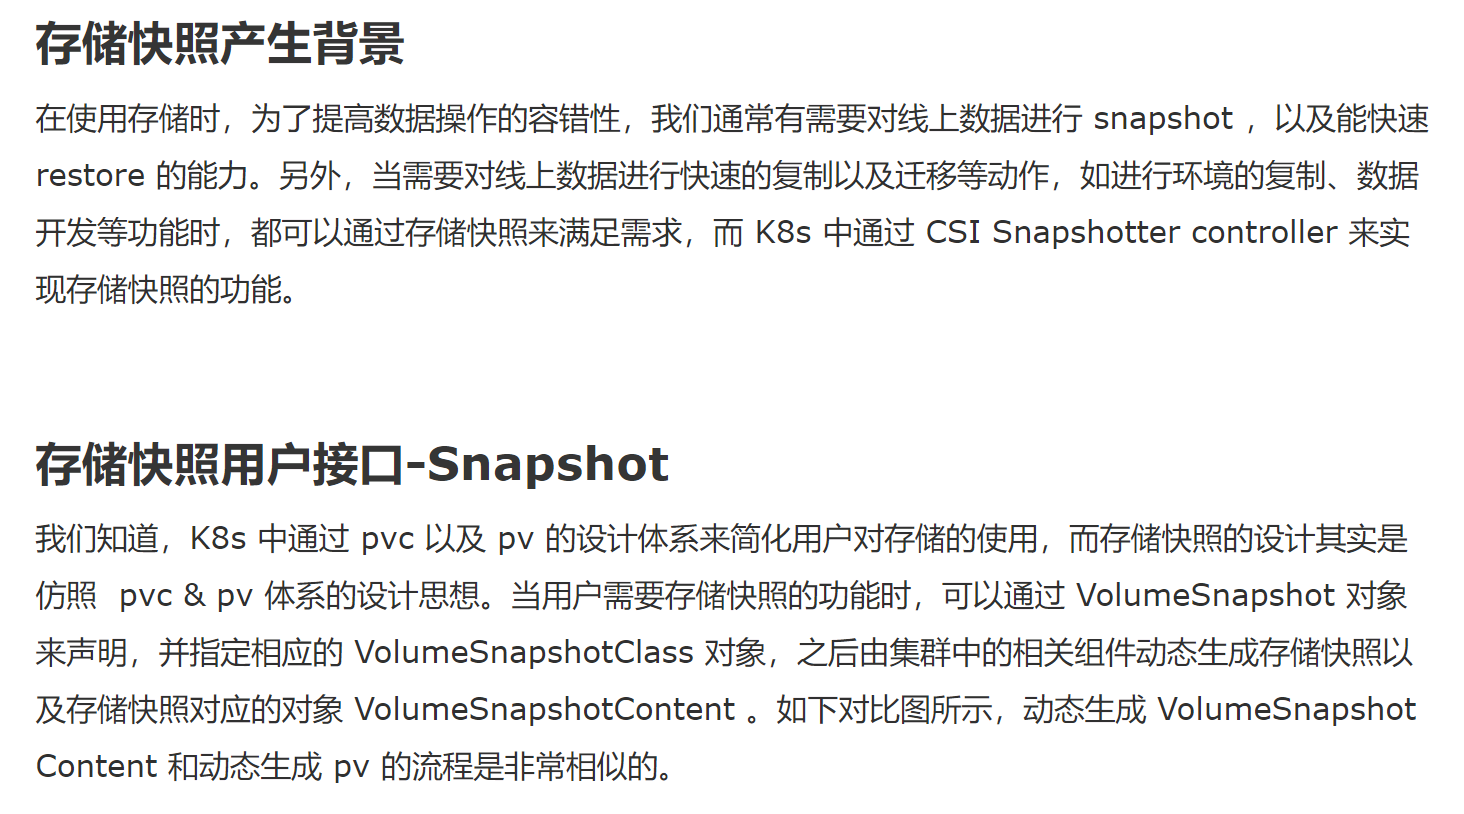 存储快照产生背景
在使用存储时，为了提高数据操作的容错性，我们通常有需要对线上数据进行 snapshot ，以及能快速
restore 的能力。另外，当需要对线上数据进行快速的复制以及迁移等动作，如进行环境的复制、数据
开发等功能时，都可以通过存储快照来满足需求，而 K8s 中通过 CSI Snapshotter controller 来实
现存储快照的功能。
存储快照用户接口-Snapshot
我们知道，K8s 中通过 pvc 以及 pv 的设计体系来简化用户对存储的使用，而存储快照的设计其实是
仿照  pvc & pv 体系的设计思想。当用户需要存储快照的功能时，可以通过 VolumeSnapshot 对象
来声明，并指定相应的 VolumeSnapshotClass 对象，之后由集群中的相关组件动态生成存储快照以
及存储快照对应的对象 VolumeSnapshotContent 。如下对比图所示，动态生成 VolumeSnapshot
Content 和动态生成 pv 的流程是非常相似的。